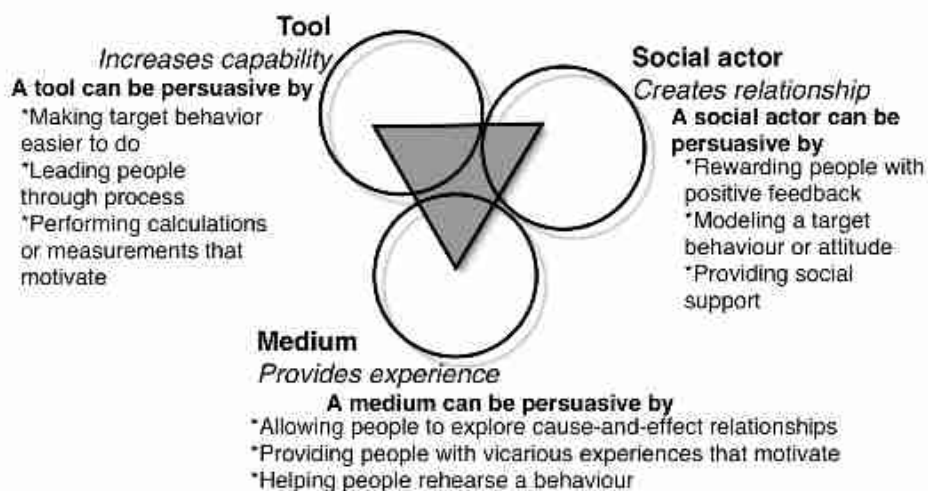 Tool
Increases capability
A tool can be persuasive by
*Making target behavior
easier to do
*Leading people
through process
*Performing calculations
or measurements that
motivate
Social actor
Creates relationship
A social actor can be
persuasive by
*Rewarding people with
positive feedback
*Modeling a target
behaviour or attitude
*Providing social
support
Medium
Provides experience
A medium can be persuasive by
*Allowing people to explore cause-and-effect relationships
*Providing people with vicarious experiences that motivate
*Helping people rehearse a behaviour